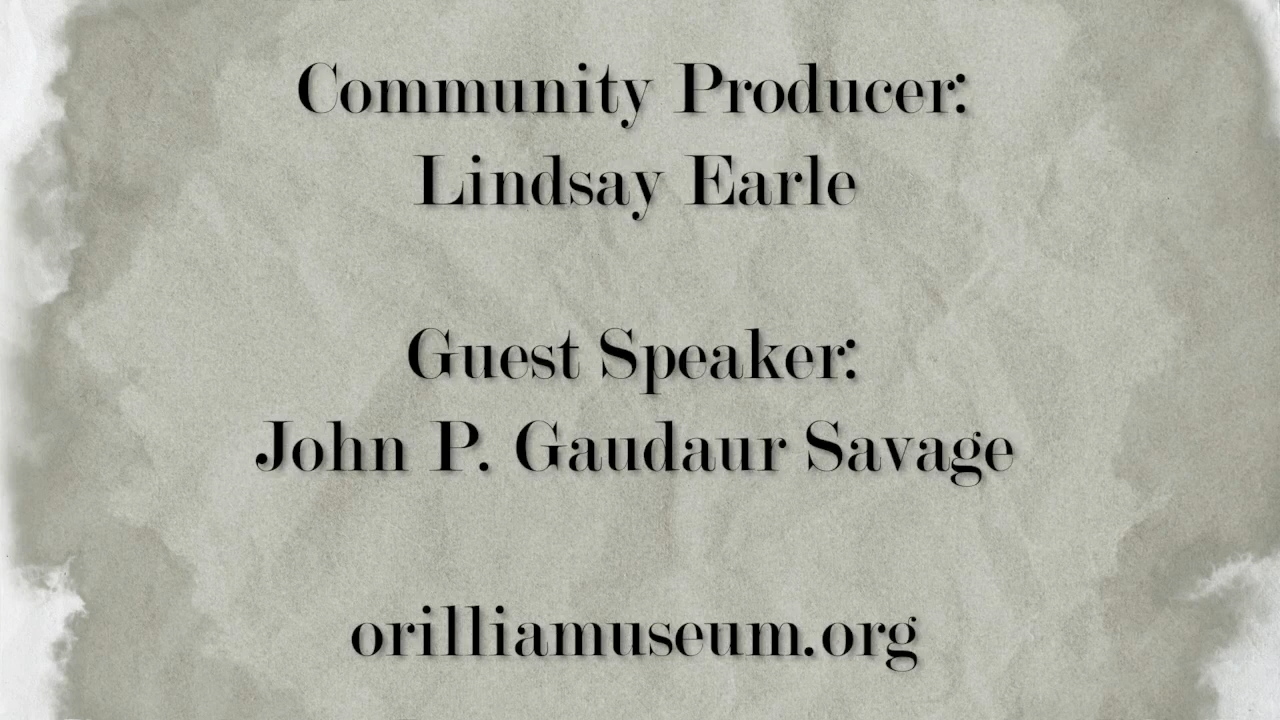 Community Producer:
Lindsay Earle
Guest Speaker:
John P. Gaudaur Savage
orilliamuseum.org